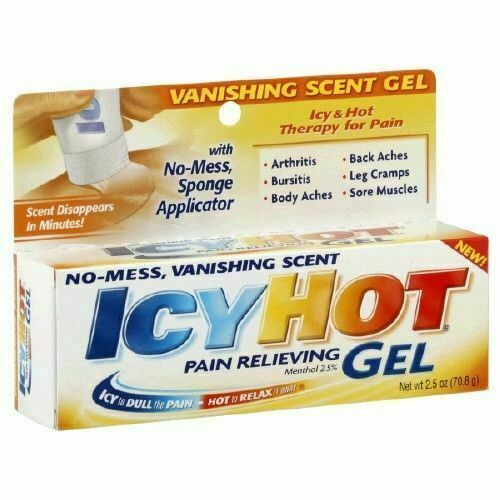 VANISHING SCENT GEL
Icy & Hot
Therapy for Pain
with
No-Mess,
Sponge
Applicator
• Arthritis
• Bursitis
• Body Aches
• Back Aches
• Leg Cramps
• Sore Muscles
Scent Disappears
In Minutes!
NO-MESS, VANISHING SCENT
NEW!
ICY HOT®
PAIN RELIEVING GEL
Menthol 2.5%
ICY to DULL the PAIN - HOT to RELAX it away
Net wt 2.5 oz (70.8 g)